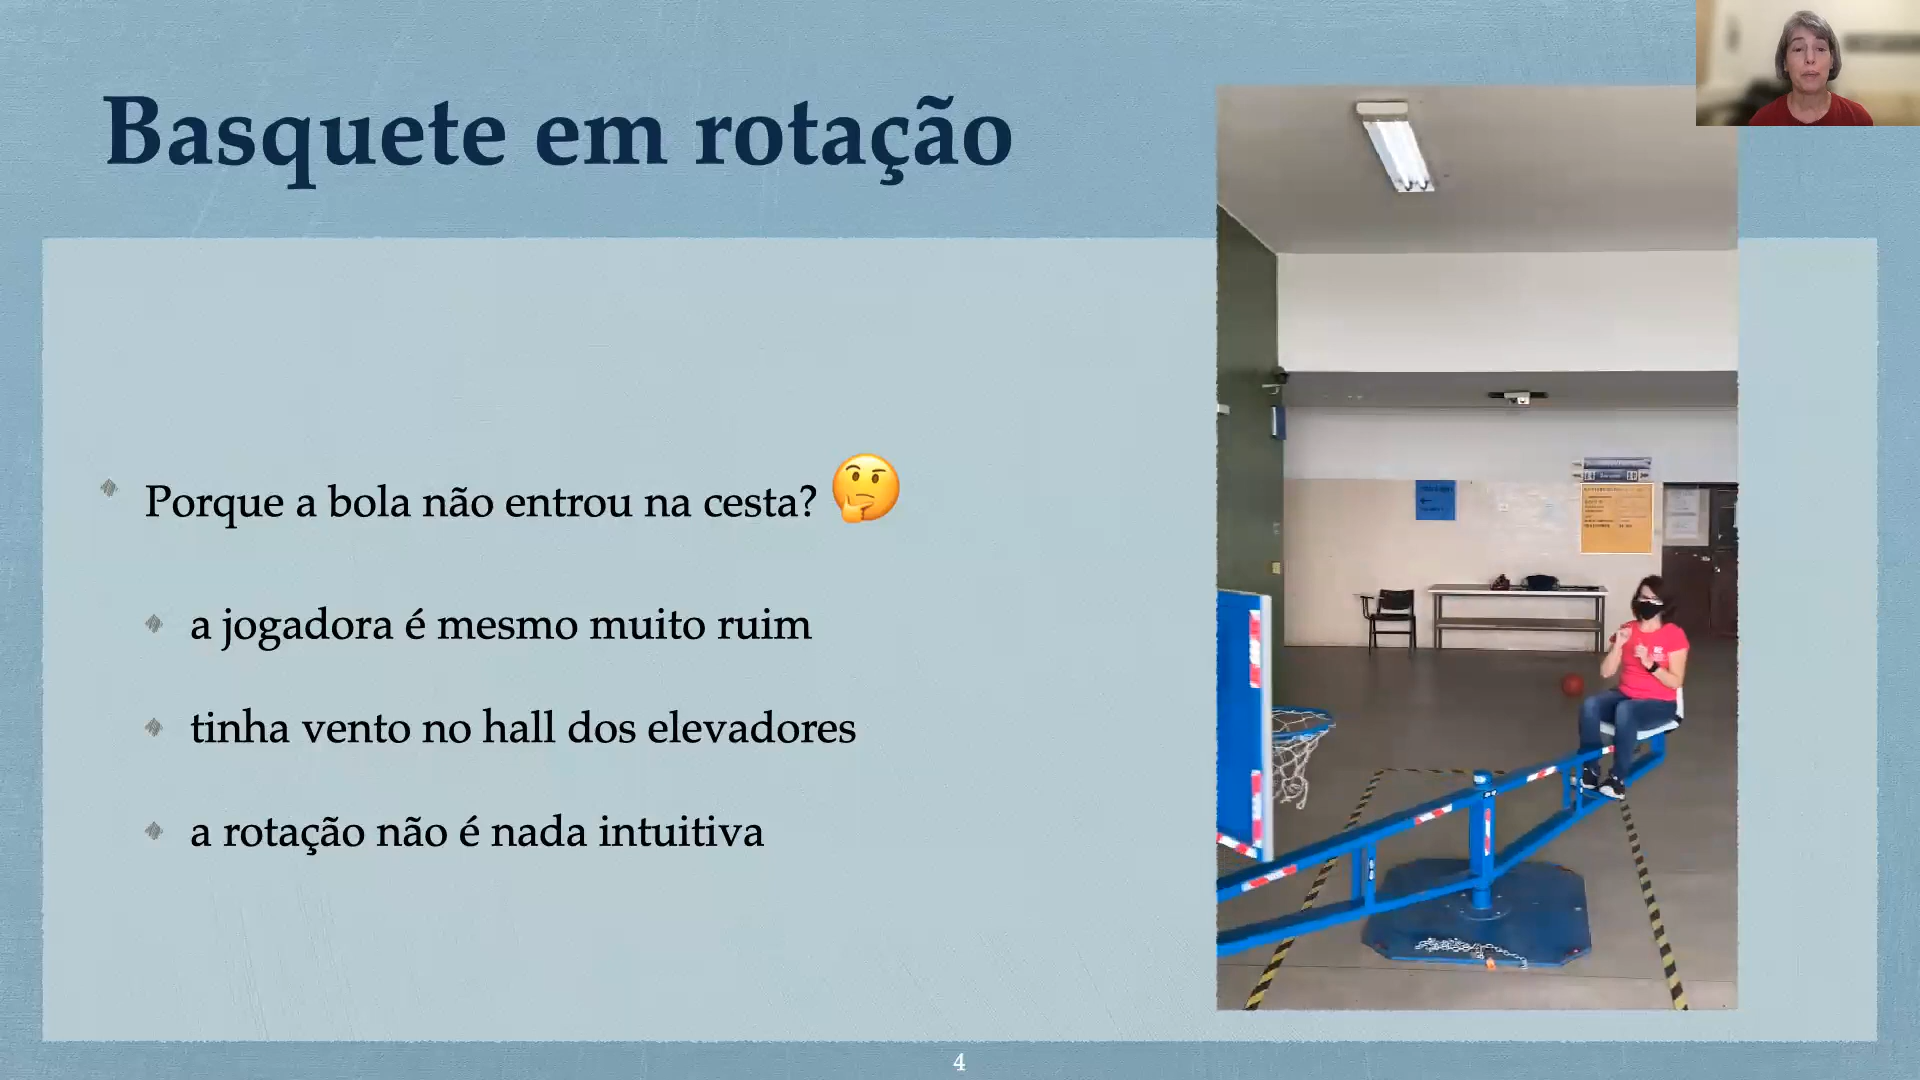 Basquete em rotação
Porque a bola não entrou na cesta? 🤔
a jogadora é mesmo muito ruim
tinha vento no hall dos elevadores
a rotação não é nada intuitiva
4